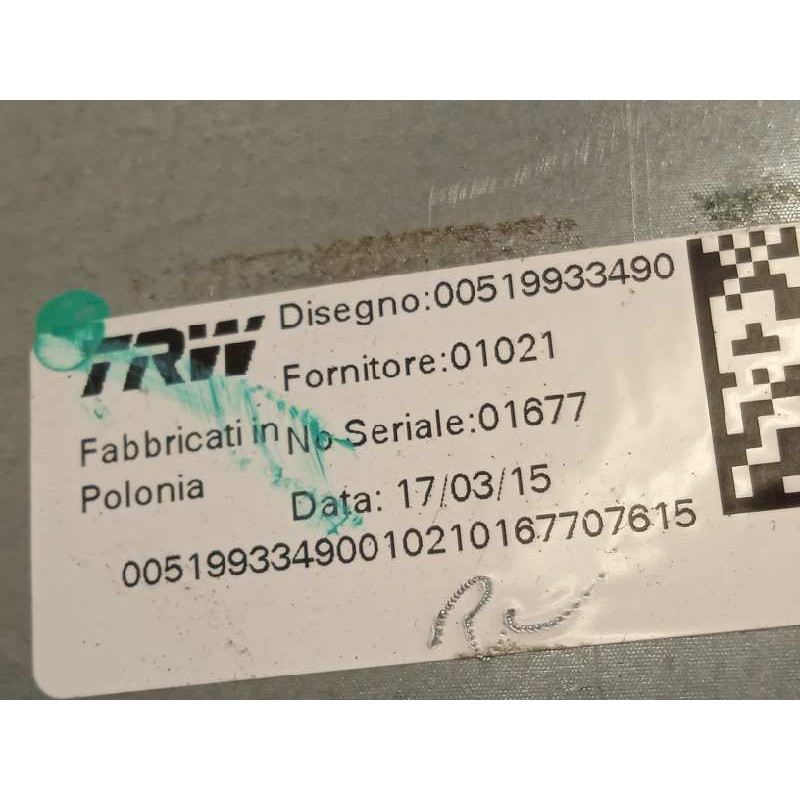 TRW
Disegno:00519933490
Fornitore:01021
Fabbricati in
Polonia
No Seriale:01677
Data: 17/03/15
00519933490010210167707615